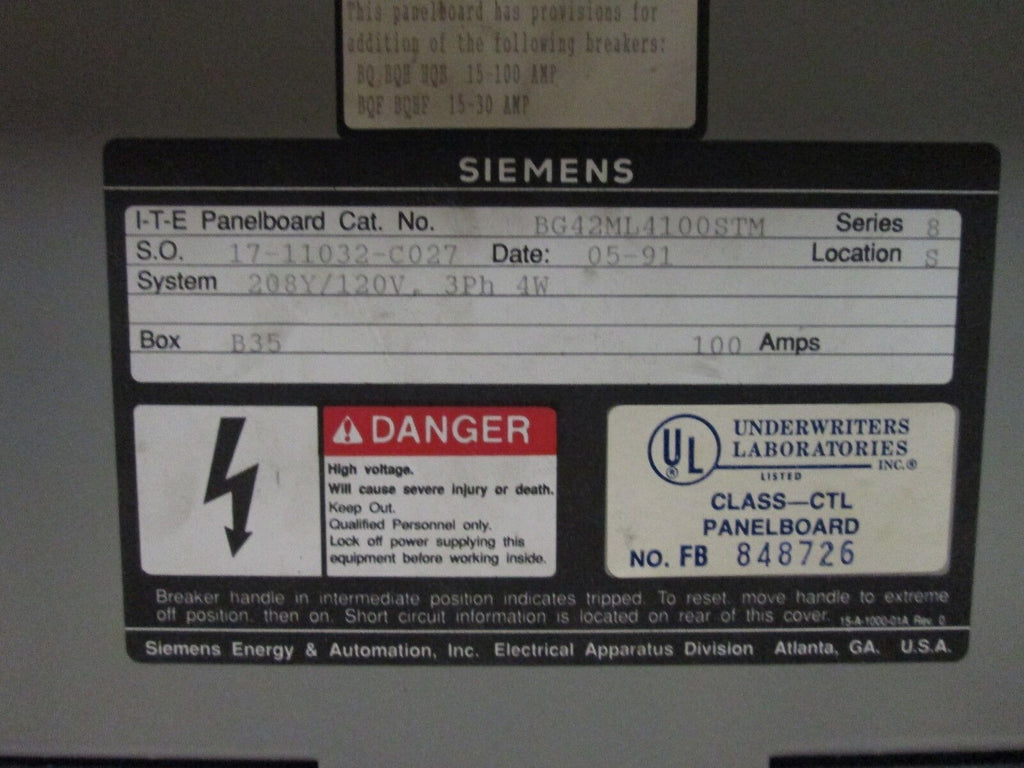 This panelboard has provisions for
addition of the following breakers:
BQ BQH HQB 15-100 AMP
BQF BQHF 15-30 AMP
SIEMENS
I-T-E Panelboard Cat. No. BG42ML4100STM Series 8
S.O. 17-11032-C027 Date: 05-91 Location S
System 208Y/120V. 3Ph 4W
Box B35 100 Amps
DANGER
High voltage.
Will cause severe injury or death.
Keep Out.
Qualified Personnel only.
Lock off power supplying this
equipment before working inside.
UL ®
UNDERWRITERS
LABORATORIES
INC.®
LISTED
CLASS—CTL
PANELBOARD
NO. FB 848726
Breaker handle in intermediate position indicates tripped. To reset, move handle to extreme
off position, then on. Short circuit information is located on rear of this cover. 15-A-1000-01A Rev. 0
Siemens Energy & Automation, Inc. Electrical Apparatus Division Atlanta, GA. U.S.A.